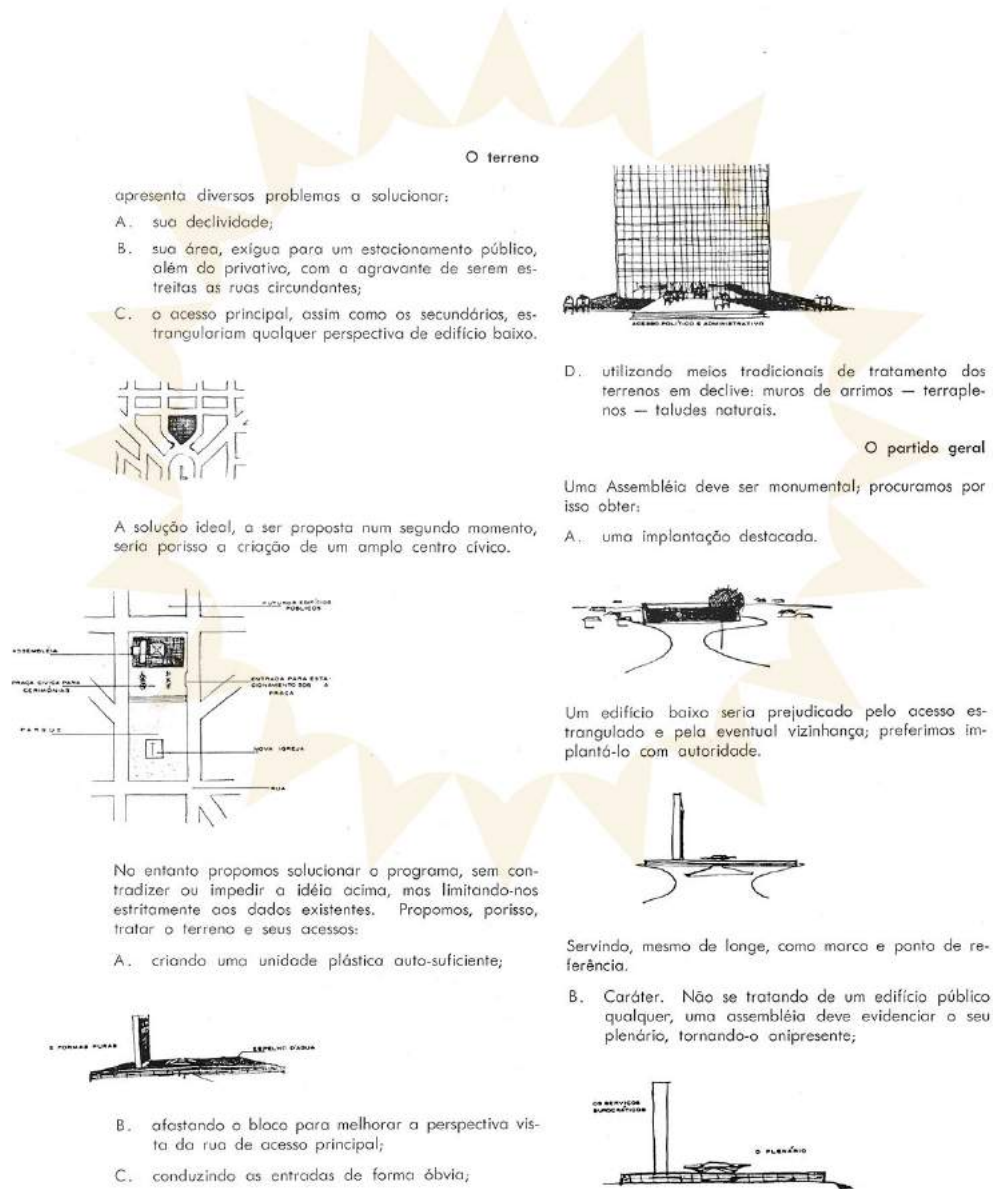 O terreno
apresenta diversos problemas a solucionar:
A. sua declividade;
B. sua área, exígua para um estacionamento público,
além do privativo, com a agravante de serem es-
treitas as ruas circundantes;
C. o acesso principal, assim como os secundários, es-
trangulariam qualquer perspectiva de edifício baixo.
A solução ideal, a ser proposta num segundo momento,
seria porisso a criação de um amplo centro cívico.
FUTUROS EDIFÍCIOS
PÚBLICOS
ASSEMBLÉIA
PRAÇA CÍVICA PARA
CERIMÔNIAS
ENTRADA PARA ESTA-
CIONAMENTO SOB A
PRAÇA
PARQUE
NOVA IGREJA
RUA
No entanto propomos solucionar o programa, sem con-
tradizer ou impedir a idéia acima, mas limitando-nos
estritamente aos dados existentes. Propomos, porisso,
tratar o terreno e seus acessos:
A. criando uma unidade plástica auto-suficiente;
FORMAS PURAS
ESPELHO D'AGUA
B. afastando o bloco para melhorar a perspectiva vis-
ta da rua de acesso principal;
C. conduzindo as entradas de forma óbvia;
ACESSO POLÍTICO E ADMINISTRATIVO
D. utilizando meios tradicionais de tratamento dos
terrenos em declive: muros de arrimos — terraple-
nos — taludes naturais.
O partido geral
Uma Assembléia deve ser monumental; procuramos por
isso obter:
A. uma implantação destacada.
Um edifício baixo seria prejudicado pelo acesso es-
trangulado e pela eventual vizinhança; preferimos im-
plantá-lo com autoridade.
Servindo, mesmo de longe, como marco e ponto de re-
ferência.
B. Caráter. Não se tratando de um edifício público
qualquer, uma assembléia deve evidenciar o seu
plenário, tornando-o onipresente;
OS SERVIÇOS
BUROCRÁTICOS
O PLENÁRIO